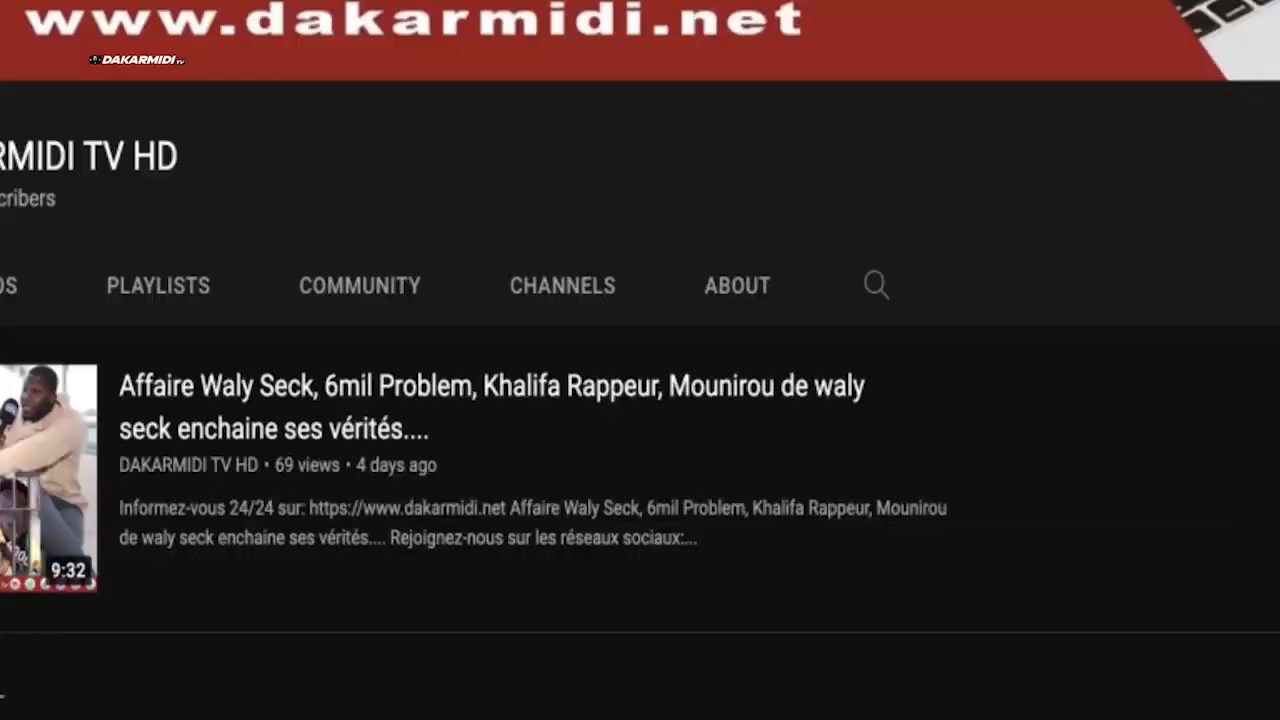 www.dakarmidi.net
DAKARMIDI TV
RMIDI TV HD
cribers
OS PLAYLISTS COMMUNITY CHANNELS ABOUT
Affaire Waly Seck, 6mil Problem, Khalifa Rappeur, Mounirou de waly
seck enchaine ses vérités....
DAKARMIDI TV HD • 69 views • 4 days ago
Informez-vous 24/24 sur: https://www.dakarmidi.net Affaire Waly Seck, 6mil Problem, Khalifa Rappeur, Mounirou
de waly seck enchaine ses vérités.... Rejoignez-nous sur les réseaux sociaux:...
9:32